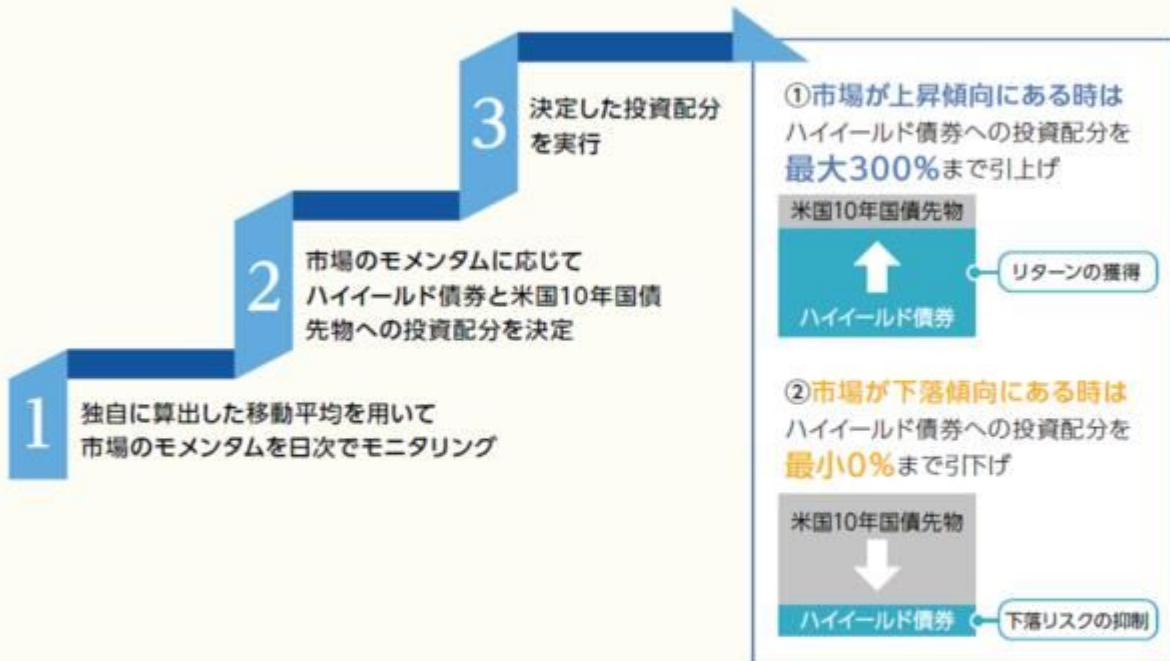 1
独自に算出した移動平均を用いて
市場のモメンタムを日次でモニタリング
2
市場のモメンタムに応じて
ハイイールド債券と米国10年国債
先物への投資配分を決定
3
決定した投資配分
を実行
①市場が上昇傾向にある時は
ハイイールド債券への投資配分を
最大300%まで引上げ
米国10年国債先物
ハイイールド債券
リターンの獲得
②市場が下落傾向にある時は
ハイイールド債券への投資配分を
最小0%まで引下げ
米国10年国債先物
ハイイールド債券
下落リスクの抑制